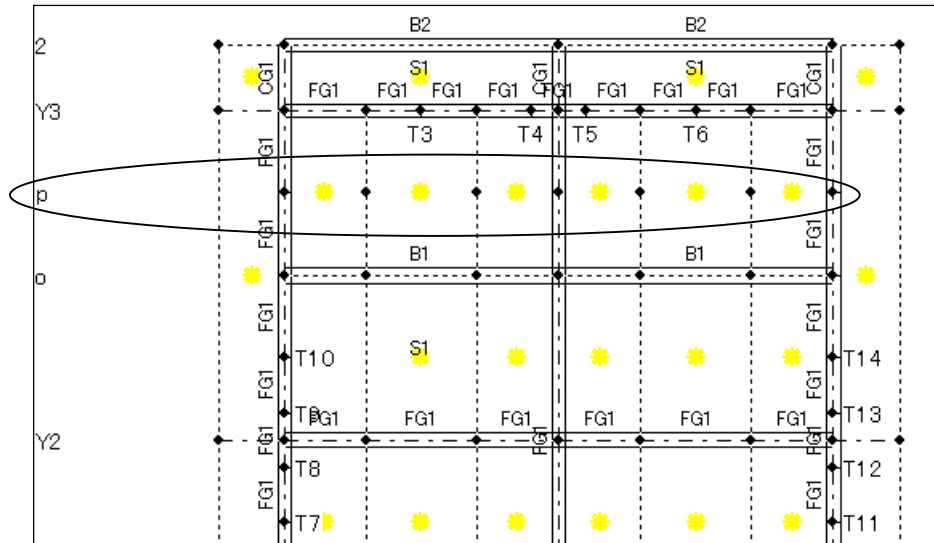 B2 B2
2
CG1 S1 CG1 S1 CG1
FG1 FG1 FG1 FG1 FG1 FG1 FG1 FG1 FG1
Y3
T3 T4 T5 T6
FG1 FG1
p
FG1 FG1
B1 B1
o
FG1 FG1
S1
T10 T14
FG1 FG1
T9 T13
FG1 FG1 FG1 FG1 FG1 FG1
Y2
FG1 FG1 FG1
T8 T12
FG1 FG1
T7 T11